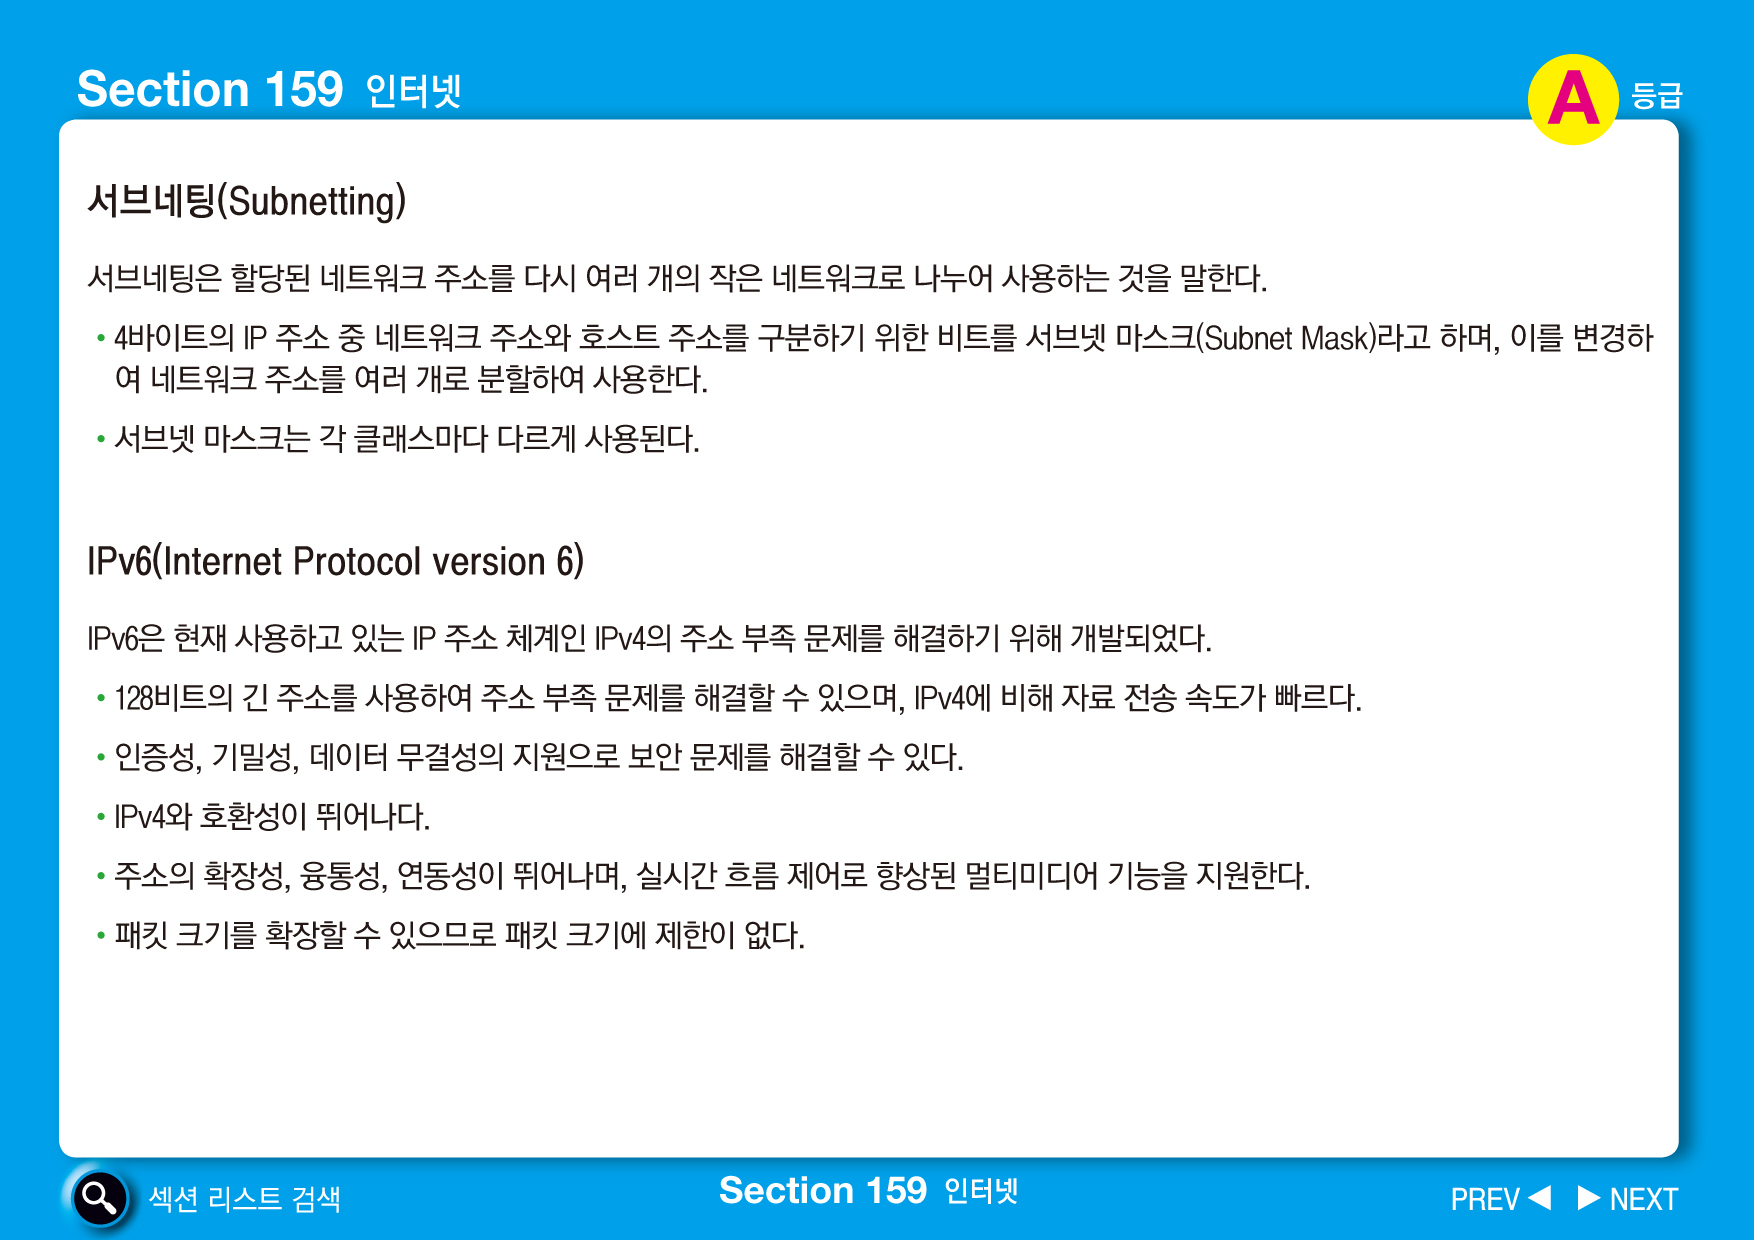 Section 159 인터넷
A 등급
서브네팅(Subnetting)
서브네팅은 할당된 네트워크 주소를 다시 여러 개의 작은 네트워크로 나누어 사용하는 것을 말한다.
• 4바이트의 IP 주소 중 네트워크 주소와 호스트 주소를 구분하기 위한 비트를 서브넷 마스크(Subnet Mask)라고 하며, 이를 변경하
여 네트워크 주소를 여러 개로 분할하여 사용한다.
• 서브넷 마스크는 각 클래스마다 다르게 사용된다.
IPv6(Internet Protocol version 6)
IPv6은 현재 사용하고 있는 IP 주소 체계인 IPv4의 주소 부족 문제를 해결하기 위해 개발되었다.
• 128비트의 긴 주소를 사용하여 주소 부족 문제를 해결할 수 있으며, IPv4에 비해 자료 전송 속도가 빠르다.
• 인증성, 기밀성, 데이터 무결성의 지원으로 보안 문제를 해결할 수 있다.
• IPv4와 호환성이 뛰어나다.
• 주소의 확장성, 융통성, 연동성이 뛰어나며, 실시간 흐름 제어로 향상된 멀티미디어 기능을 지원한다.
• 패킷 크기를 확장할 수 있으므로 패킷 크기에 제한이 없다.
섹션 리스트 검색
Section 159 인터넷
PREV ◀ ▶ NEXT